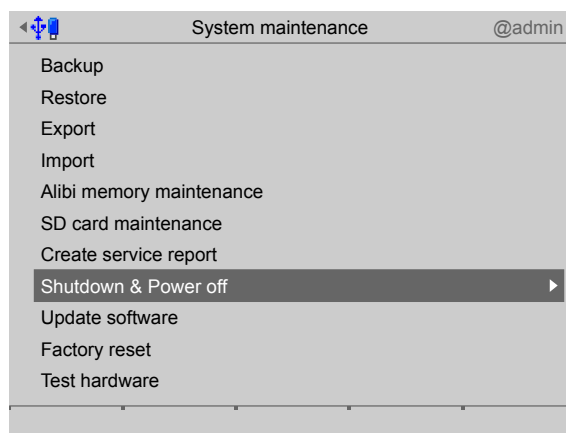 System maintenance @admin
Backup
Restore
Export
Import
Alibi memory maintenance
SD card maintenance
Create service report
Shutdown & Power off
Update software
Factory reset
Test hardware